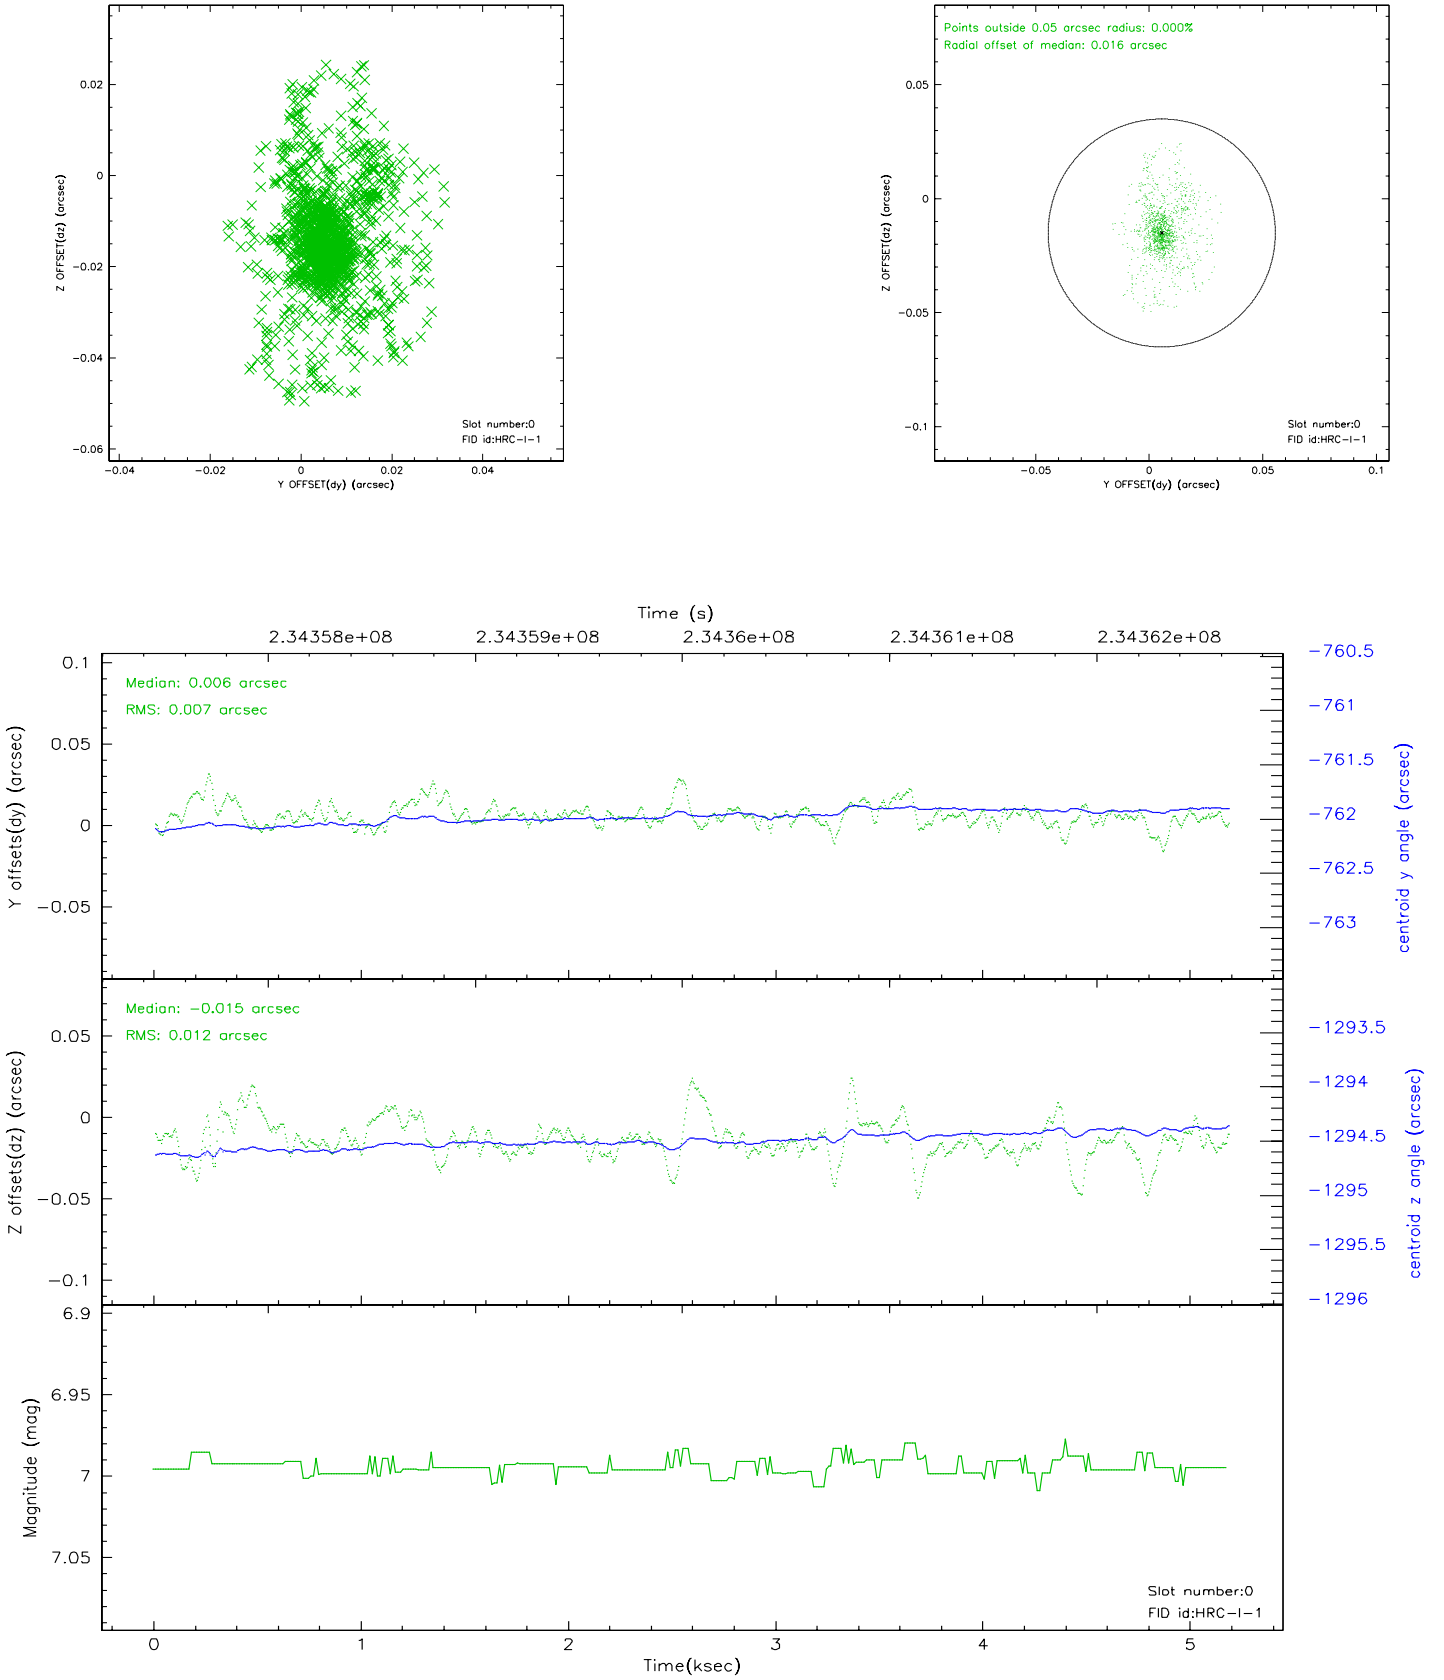 0.02
0
−0.02
−0.04
−0.06
Z OFFSET(dz) (arcsec)
Slot number:0
FID id:HRC−I−1
−0.04
−0.02
0
0.02
0.04
Y OFFSET(dy) (arcsec)
Points outside 0.05 arcsec radius: 0.000%
Radial offset of median: 0.016 arcsec
0.05
0
−0.05
−0.1
Z OFFSET(dz) (arcsec)
Slot number:0
FID id:HRC−I−1
−0.05
0
0.05
0.1
Y OFFSET(dy) (arcsec)
Time (s)
2.34358e+08
2.34359e+08
2.3436e+08
2.34361e+08
2.34362e+08
Median: 0.006 arcsec
RMS: 0.007 arcsec
0.1
0.05
0
−0.05
Y offsets(dy) (arcsec)
−760.5
−761
−761.5
−762
−762.5
−763
centroid y angle (arcsec)
Median: −0.015 arcsec
RMS: 0.012 arcsec
0.05
0
−0.05
−0.1
Z offsets(dz) (arcsec)
−1293.5
−1294
−1294.5
−1295
−1295.5
−1296
centroid z angle (arcsec)
6.9
6.95
7
7.05
Magnitude (mag)
Slot number:0
FID id:HRC−I−1
0
1
2
3
4
5
Time(ksec)